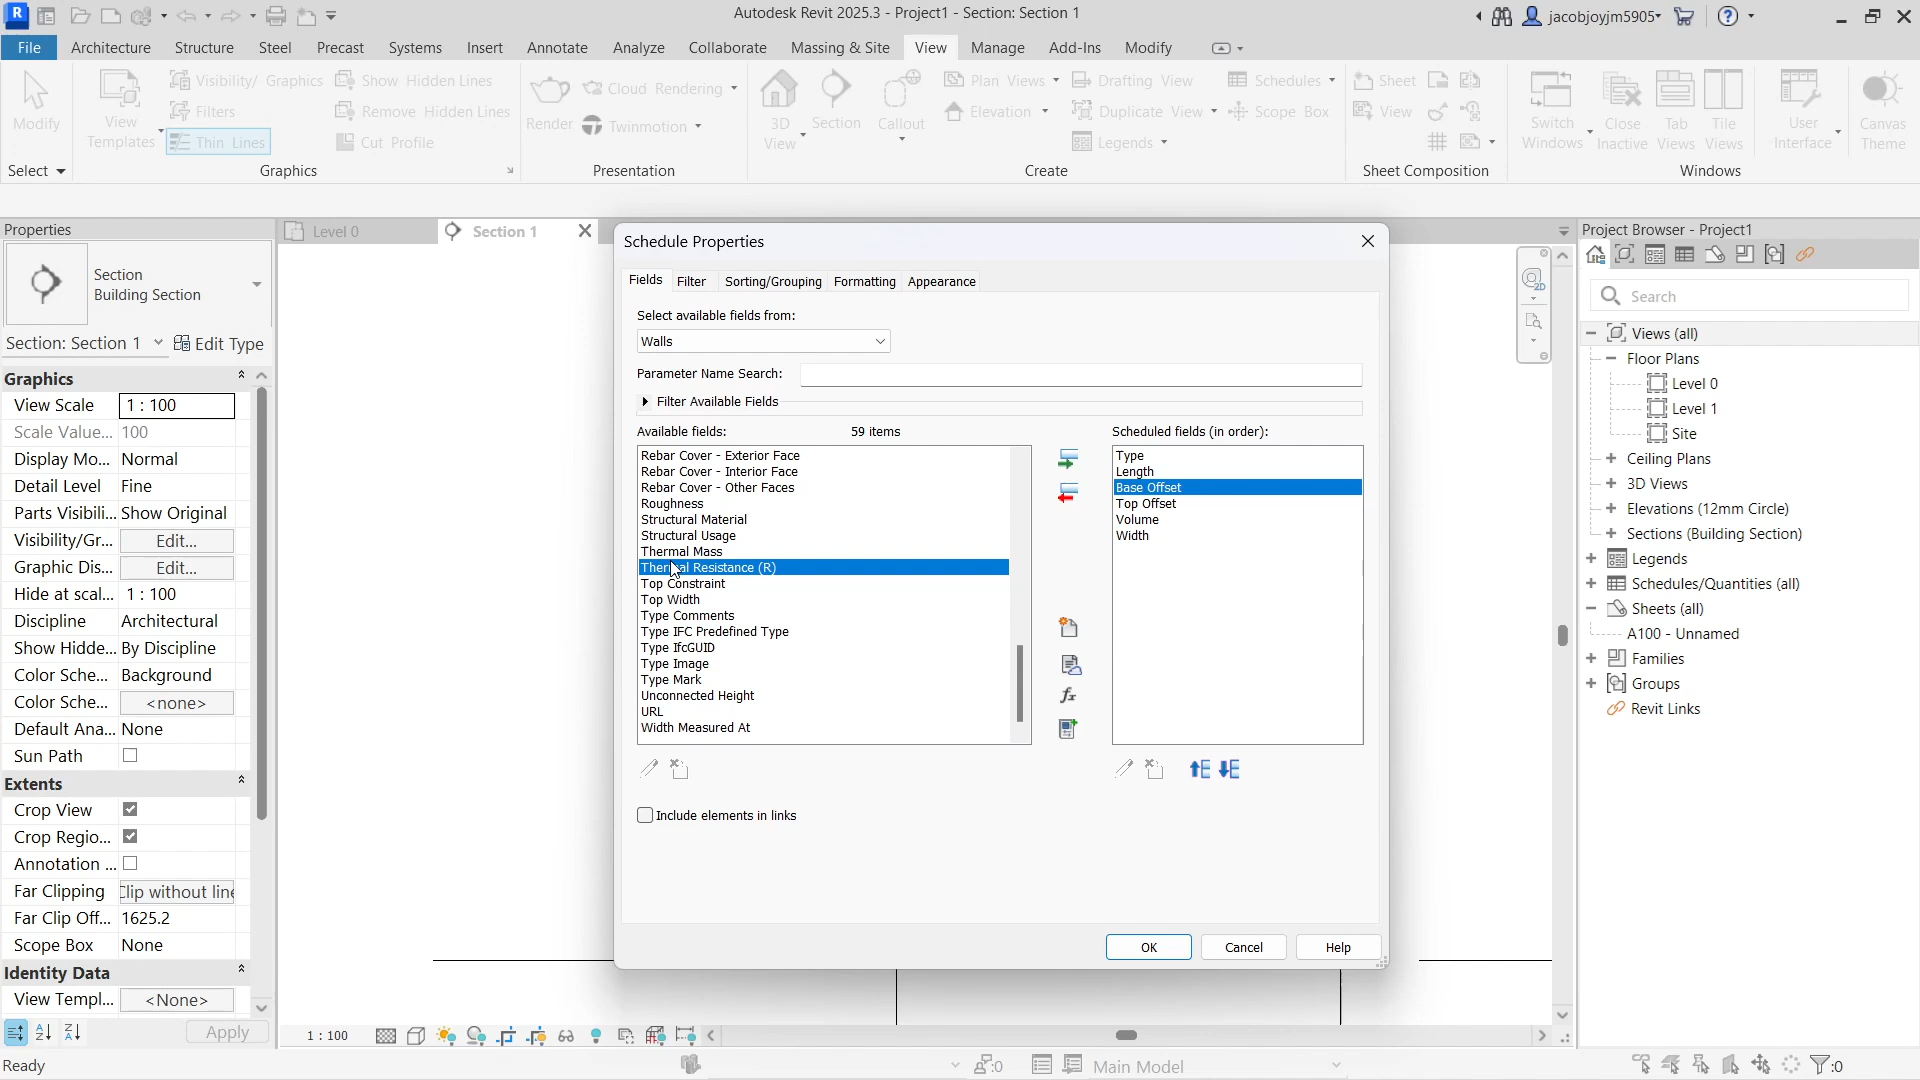 Autodesk Revit 2025.3 - Project1 - Section: Section 1
jacobjoyjm5905
File Architecture Structure Steel Precast Systems Insert Annotate Analyze Collaborate Massing & Site View Manage Add-Ins Modify
Modify
View Templates
Visibility/ Graphics
Filters
Thin Lines
Show Hidden Lines
Remove Hidden Lines
Cut Profile
Render
Cloud Rendering
Twinmotion
3D View
Section
Callout
Plan Views
Elevation
Drafting View
Duplicate View
Legends
Schedules
Scope Box
Sheet
View
Switch Windows
Close Inactive
Tab Views
Tile Views
User Interface
Canvas Theme
Select Graphics Presentation Create Sheet Composition Windows
Properties
Section
Building Section
Section: Section 1 Edit Type
Graphics
View Scale 1 : 100
Scale Value... 100
Display Mo... Normal
Detail Level Fine
Parts Visibili... Show Original
Visibility/Gr... Edit...
Graphic Dis... Edit...
Hide at scal... 1 : 100
Discipline Architectural
Show Hidde... By Discipline
Color Sche... Background
Color Sche... <none>
Default Ana... None
Sun Path
Extents
Crop View
Crop Regio...
Annotation ...
Far Clipping Clip without line
Far Clip Off... 1625.2
Scope Box None
Identity Data
View Templ... <None>
Apply
Level 0
Section 1
Schedule Properties
Fields Filter Sorting/Grouping Formatting Appearance
Select available fields from:
Walls
Parameter Name Search:
Filter Available Fields
Available fields: 59 items
Rebar Cover - Exterior Face
Rebar Cover - Interior Face
Rebar Cover - Other Faces
Roughness
Structural Material
Structural Usage
Thermal Mass
Thermal Resistance (R)
Top Constraint
Top Width
Type Comments
Type IFC Predefined Type
Type IfcGUID
Type Image
Type Mark
Unconnected Height
URL
Width Measured At
Scheduled fields (in order):
Type
Length
Base Offset
Top Offset
Volume
Width
Include elements in links
OK Cancel Help
Project Browser - Project1
Search
Views (all)
Floor Plans
Level 0
Level 1
Site
Ceiling Plans
3D Views
Elevations (12mm Circle)
Sections (Building Section)
Legends
Schedules/Quantities (all)
Sheets (all)
A100 - Unnamed
Families
Groups
Revit Links
1 : 100
Ready
:0
Main Model
:0